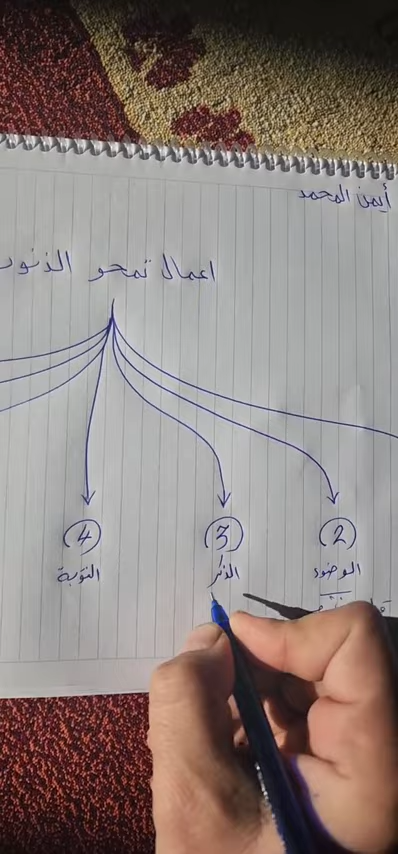 أيمن المحمد
اعمال تمحو الذنوب
2
الوضوء
3
الذكر
4
التوبة